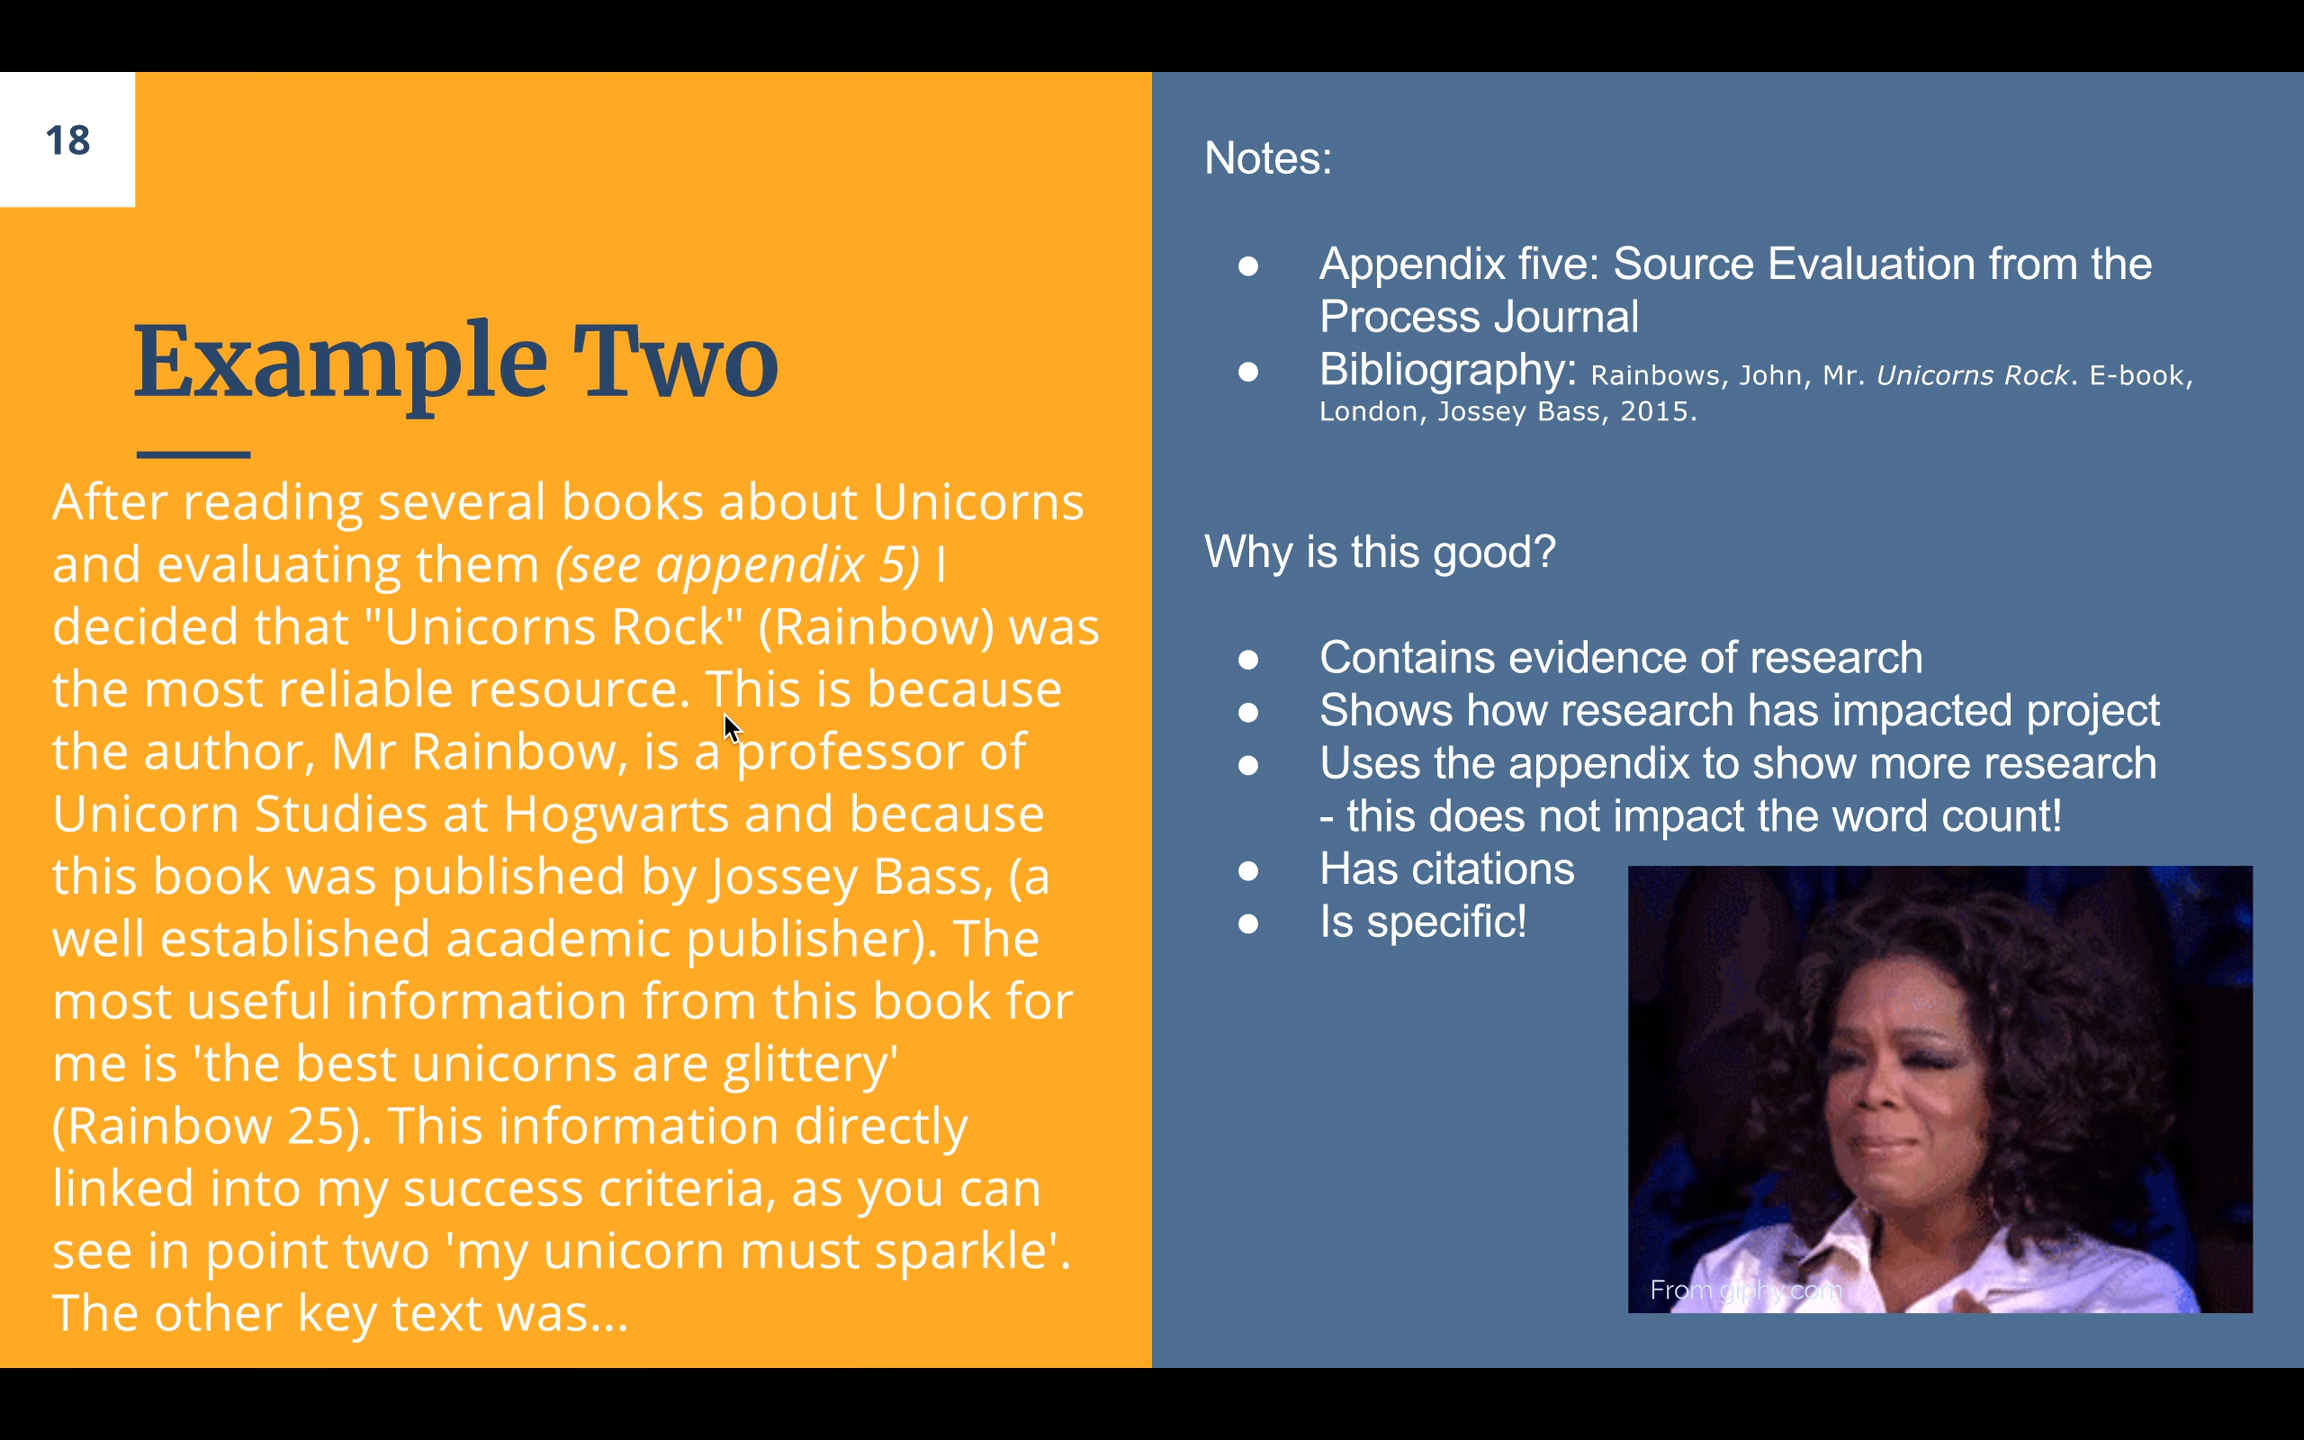 18
Example Two
After reading several books about Unicorns
and evaluating them (see appendix 5) I
decided that "Unicorns Rock" (Rainbow) was
the most reliable resource. This is because
the author, Mr Rainbow, is a professor of
Unicorn Studies at Hogwarts and because
this book was published by Jossey Bass, (a
well established academic publisher). The
most useful information from this book for
me is 'the best unicorns are glittery'
(Rainbow 25). This information directly
linked into my success criteria, as you can
see in point two 'my unicorn must sparkle'.
The other key text was...
Notes:
● Appendix five: Source Evaluation from the
Process Journal
● Bibliography: Rainbows, John, Mr. Unicorns Rock. E-book,
London, Jossey Bass, 2015.
Why is this good?
● Contains evidence of research
● Shows how research has impacted project
● Uses the appendix to show more research
- this does not impact the word count!
● Has citations
● Is specific!
From giphy.com